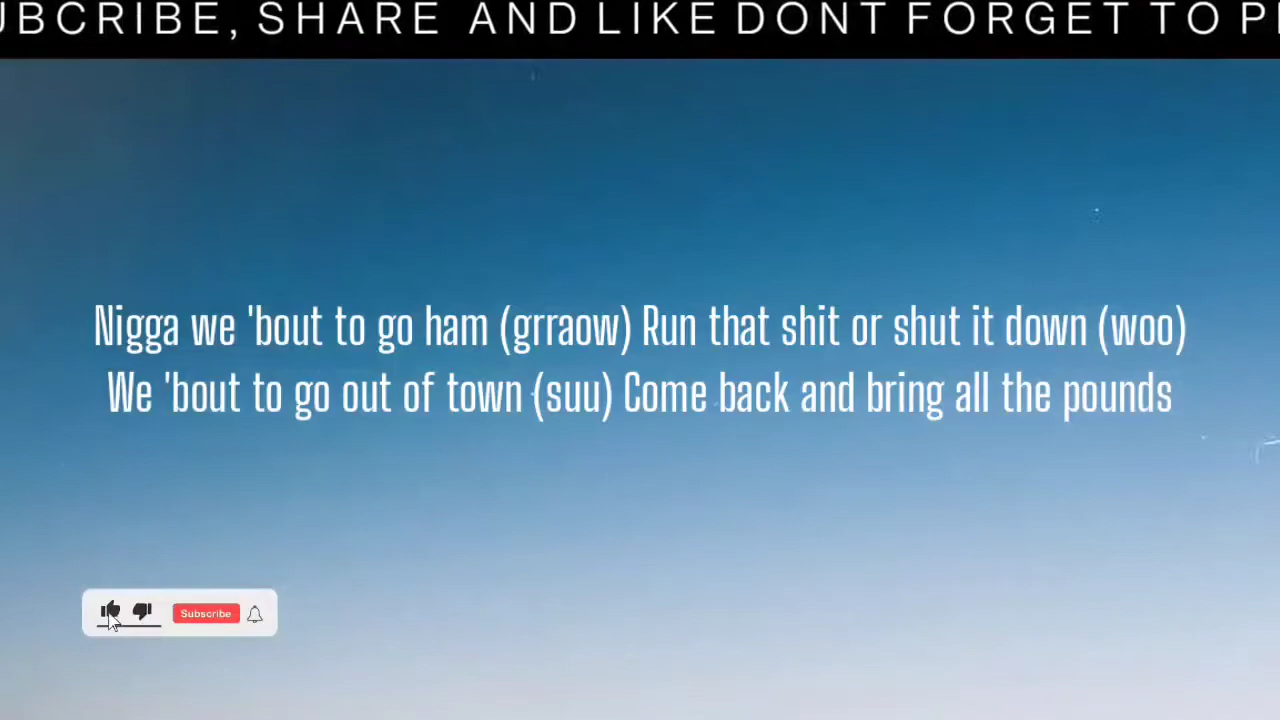 UBSCRIBE, SHARE AND LIKE DONT FORGET TO P
Nigga we 'bout to go ham (grraow) Run that shit or shut it down (woo)
We 'bout to go out of town (suu) Come back and bring all the pounds
Subscribe